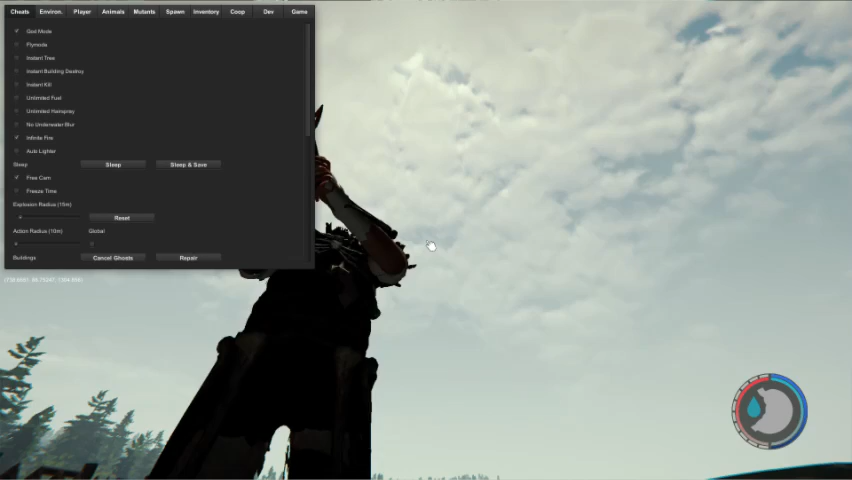 Cheats Environ. Player Animals Mutants Spawn Inventory Coop Dev Game
God Mode
Flymode
Instant Tree
Instant Building Destroy
Instant Kill
Unlimited Fuel
Unlimited Hairspray
No Underwater Blur
Infinite Fire
Auto Lighter
Sleep Sleep Sleep & Save
Free Cam
Freeze Time
Explosion Radius (15m)
Reset
Action Radius (10m) Global
Buildings Cancel Ghosts Repair